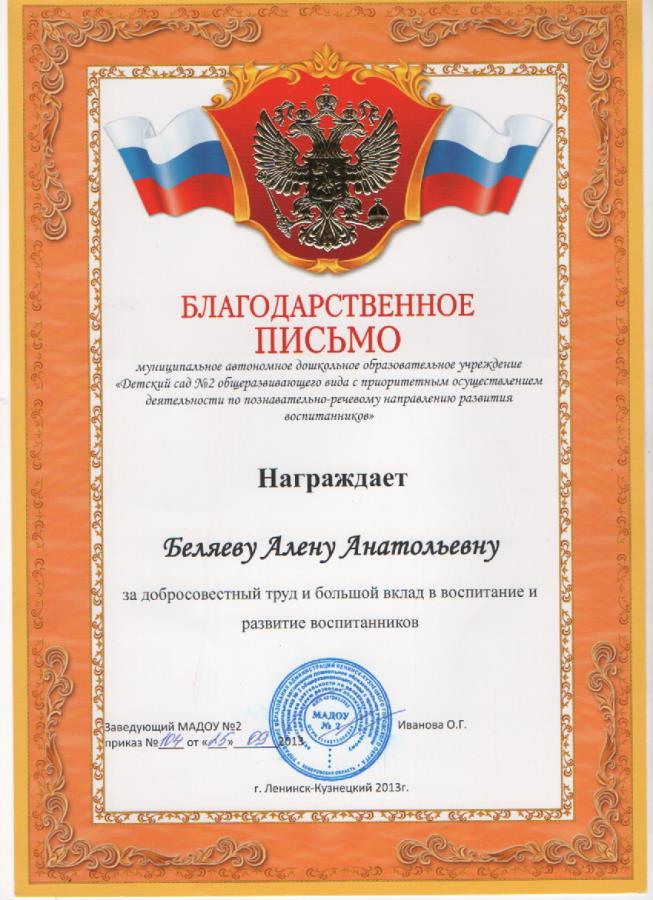 БЛАГОДАРСТВЕННОЕ
ПИСЬМО
муниципальное автономное дошкольное образовательное учреждение
«Детский сад №2 общеразвивающего вида с приоритетным осуществлением
деятельности по познавательно-речевому направлению развития
воспитанников»
Награждает
Беляеву Алену Анатольевну
за добросовестный труд и большой вклад в воспитание и
развитие воспитанников
МАДОУ
№ 2
Заведующий МАДОУ №2
Иванова О.Г.
приказ №104 от «25» 09 2013
г. Ленинск-Кузнецкий 2013г.